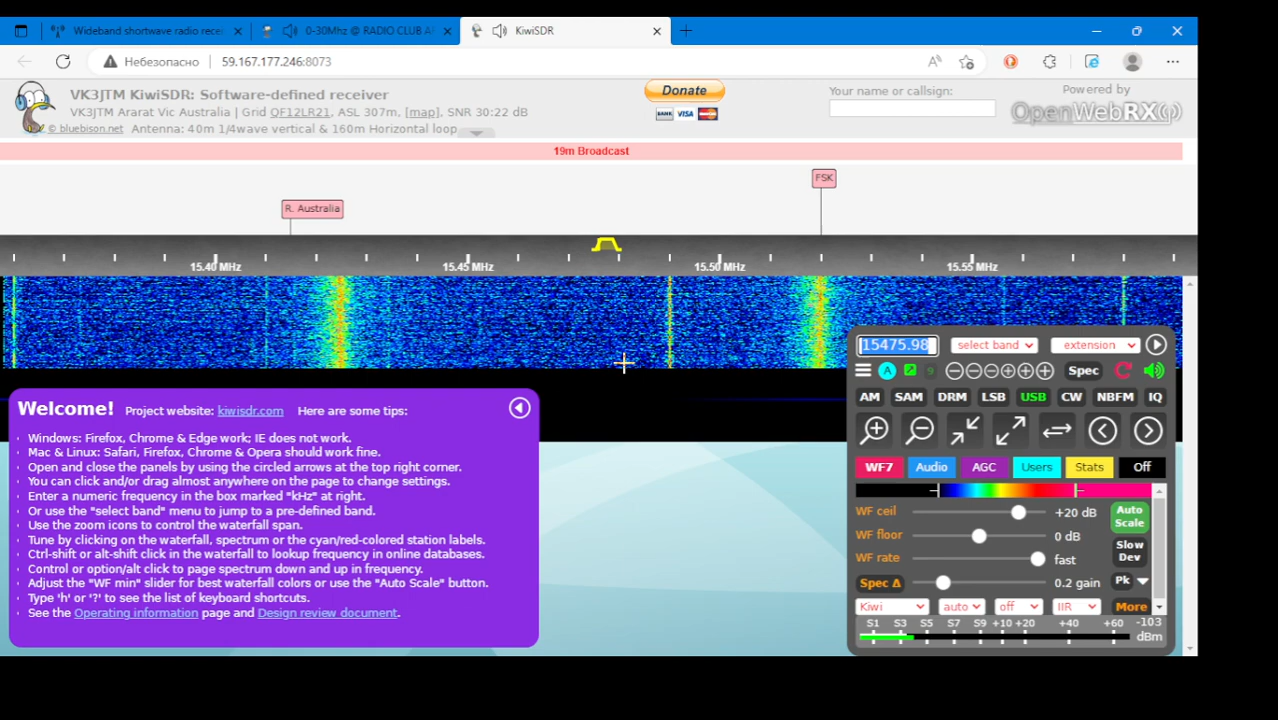 Wideband shortwave radio recei
0-30Mhz @ RADIO CLUB A
KiwiSDR
Небезопасно 59.167.177.246:8073
VK3JTM KiwiSDR: Software-defined receiver
VK3JTM Ararat Vic Australia | Grid QF12LR21, ASL 307m, [map], SNR 30:22 dB
© bluebison.net Antenna: 40m 1/4wave vertical & 160m Horizontal loop
Donate
BANK VISA
Your name or callsign:
Powered by
OpenWebRX
19m Broadcast
FSK
R. Australia
15.40 MHz 15.45 MHz 15.50 MHz 15.55 MHz
Welcome! Project website: kiwisdr.com Here are some tips:
· Windows: Firefox, Chrome & Edge work; IE does not work.
· Mac & Linux: Safari, Firefox, Chrome & Opera should work fine.
· Open and close the panels by using the circled arrows at the top right corner.
· You can click and/or drag almost anywhere on the page to change settings.
· Enter a numeric frequency in the box marked "kHz" at right.
· Or use the "select band" menu to jump to a pre-defined band.
· Use the zoom icons to control the waterfall span.
· Tune by clicking on the waterfall, spectrum or the cyan/red-colored station labels.
· Ctrl-shift or alt-shift click in the waterfall to lookup frequency in online databases.
· Control or option/alt click to page spectrum down and up in frequency.
· Adjust the "WF min" slider for best waterfall colors or use the "Auto Scale" button.
· Type 'h' or '?' to see the list of keyboard shortcuts.
· See the Operating information page and Design review document.
15475.98 select band extension
A 9 Spec
AM SAM DRM LSB USB CW NBFM IQ
WF7 Audio AGC Users Stats Off
WF ceil +20 dB Auto Scale
WF floor 0 dB
WF rate fast Slow Dev
Spec Δ 0.2 gain Pk
Kiwi auto off IIR More
S1 S3 S5 S7 S9 +10 +20 +40 +60 -103
dBm